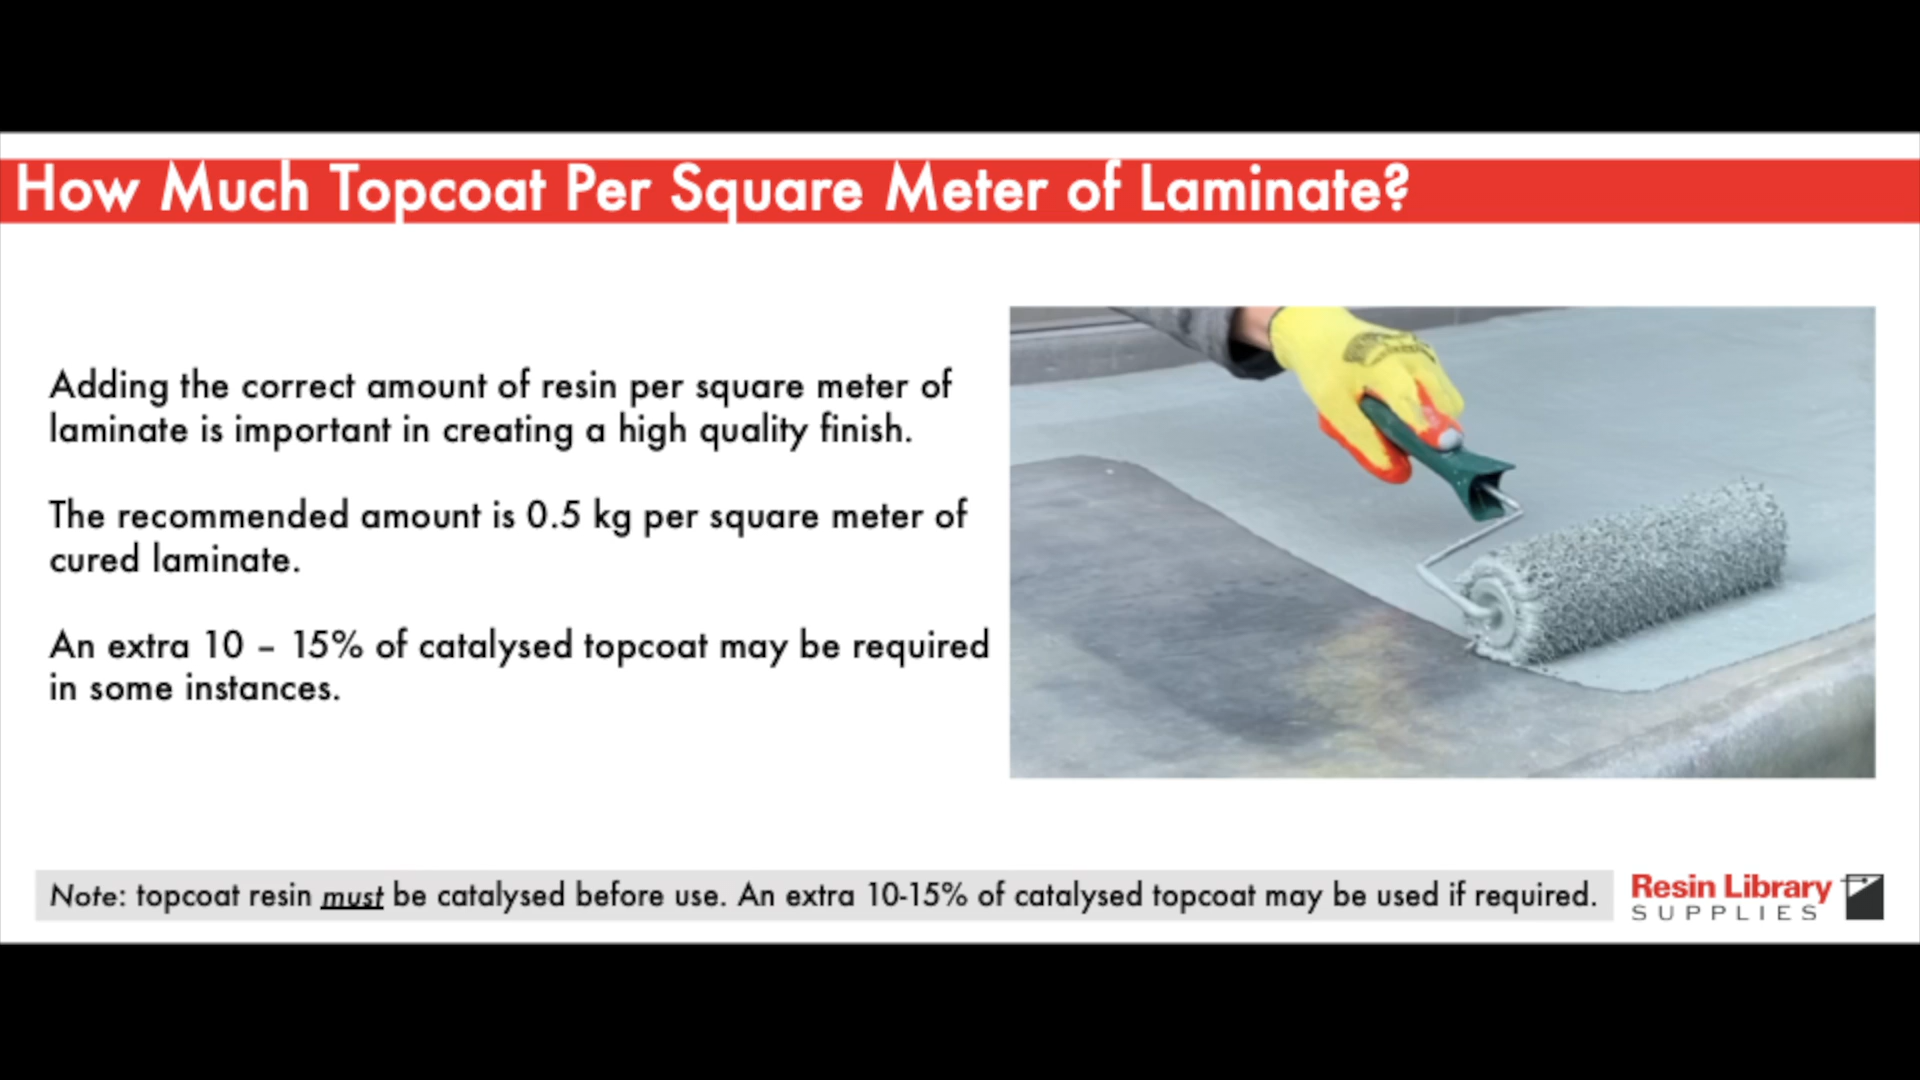 How Much Topcoat Per Square Meter of Laminate?
Adding the correct amount of resin per square meter of
laminate is important in creating a high quality finish.
The recommended amount is 0.5 kg per square meter of
cured laminate.
An extra 10 – 15% of catalysed topcoat may be required
in some instances.
Note: topcoat resin must be catalysed before use. An extra 10-15% of catalysed topcoat may be used if required.
Resin Library
SUPPLIES